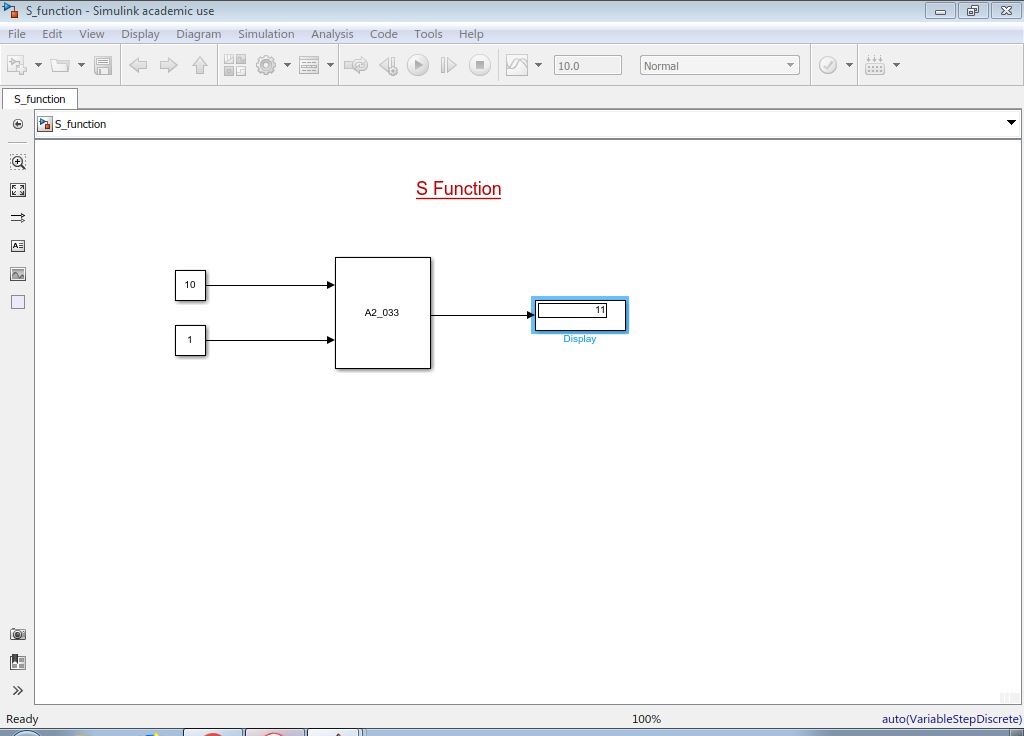 S_function - Simulink academic use
File Edit View Display Diagram Simulation Analysis Code Tools Help
10.0 Normal
S_function
S_function
S Function
10
A2_033
11
1
Display
Ready 100% auto(VariableStepDiscrete)